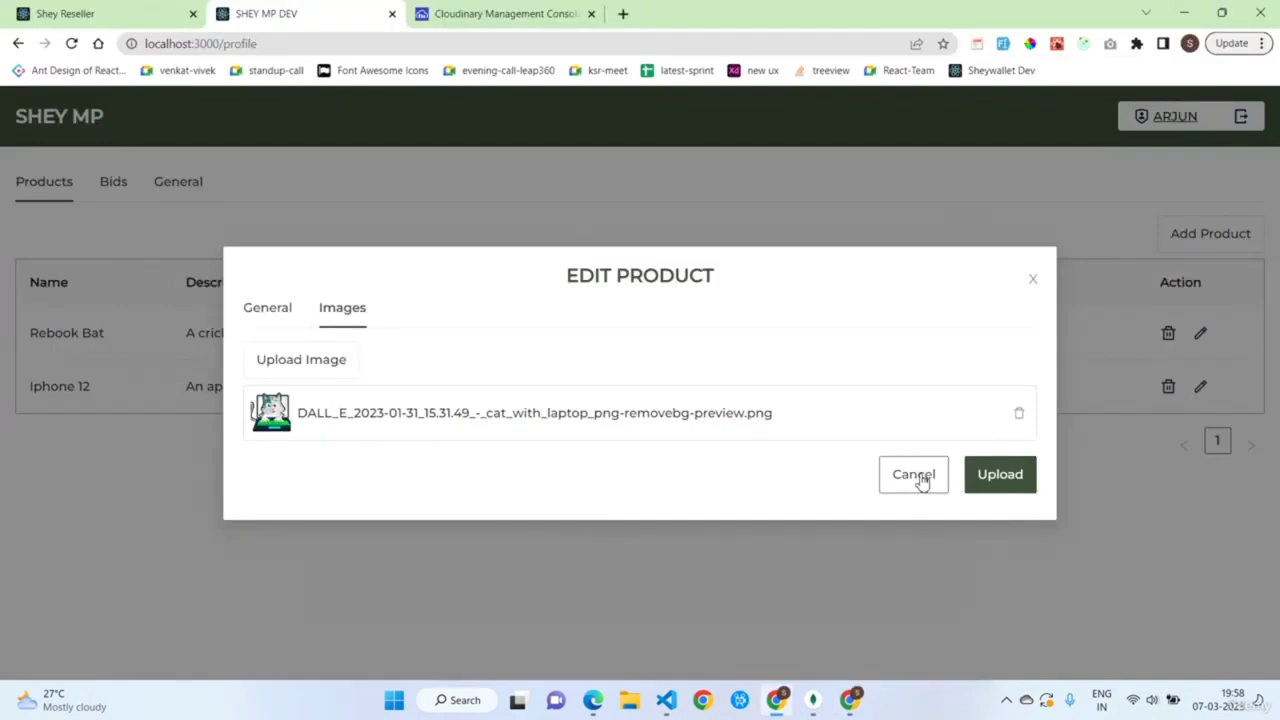 Shey Reseller
SHEY MP DEV
Cloudinary Management Consol
localhost:3000/profile
S
Update
Ant Design of React...
venkat-vivek
standup-call
Font Awesome Icons
evening-call-leap360
ksr-meet
latest-sprint
Xd
new ux
treeview
React-Team
Sheywallet Dev
SHEY MP
ARJUN
Products
Bids
General
Add Product
Name
Descr
Action
Rebook Bat
A cric
Iphone 12
An ap
1
EDIT PRODUCT
X
General
Images
Upload Image
DALL_E_2023-01-31_15.31.49_-_cat_with_laptop_png-removebg-preview.png
Cancel
Upload
27°C
Mostly cloudy
Search
ENG
IN
19:58
07-03-2023